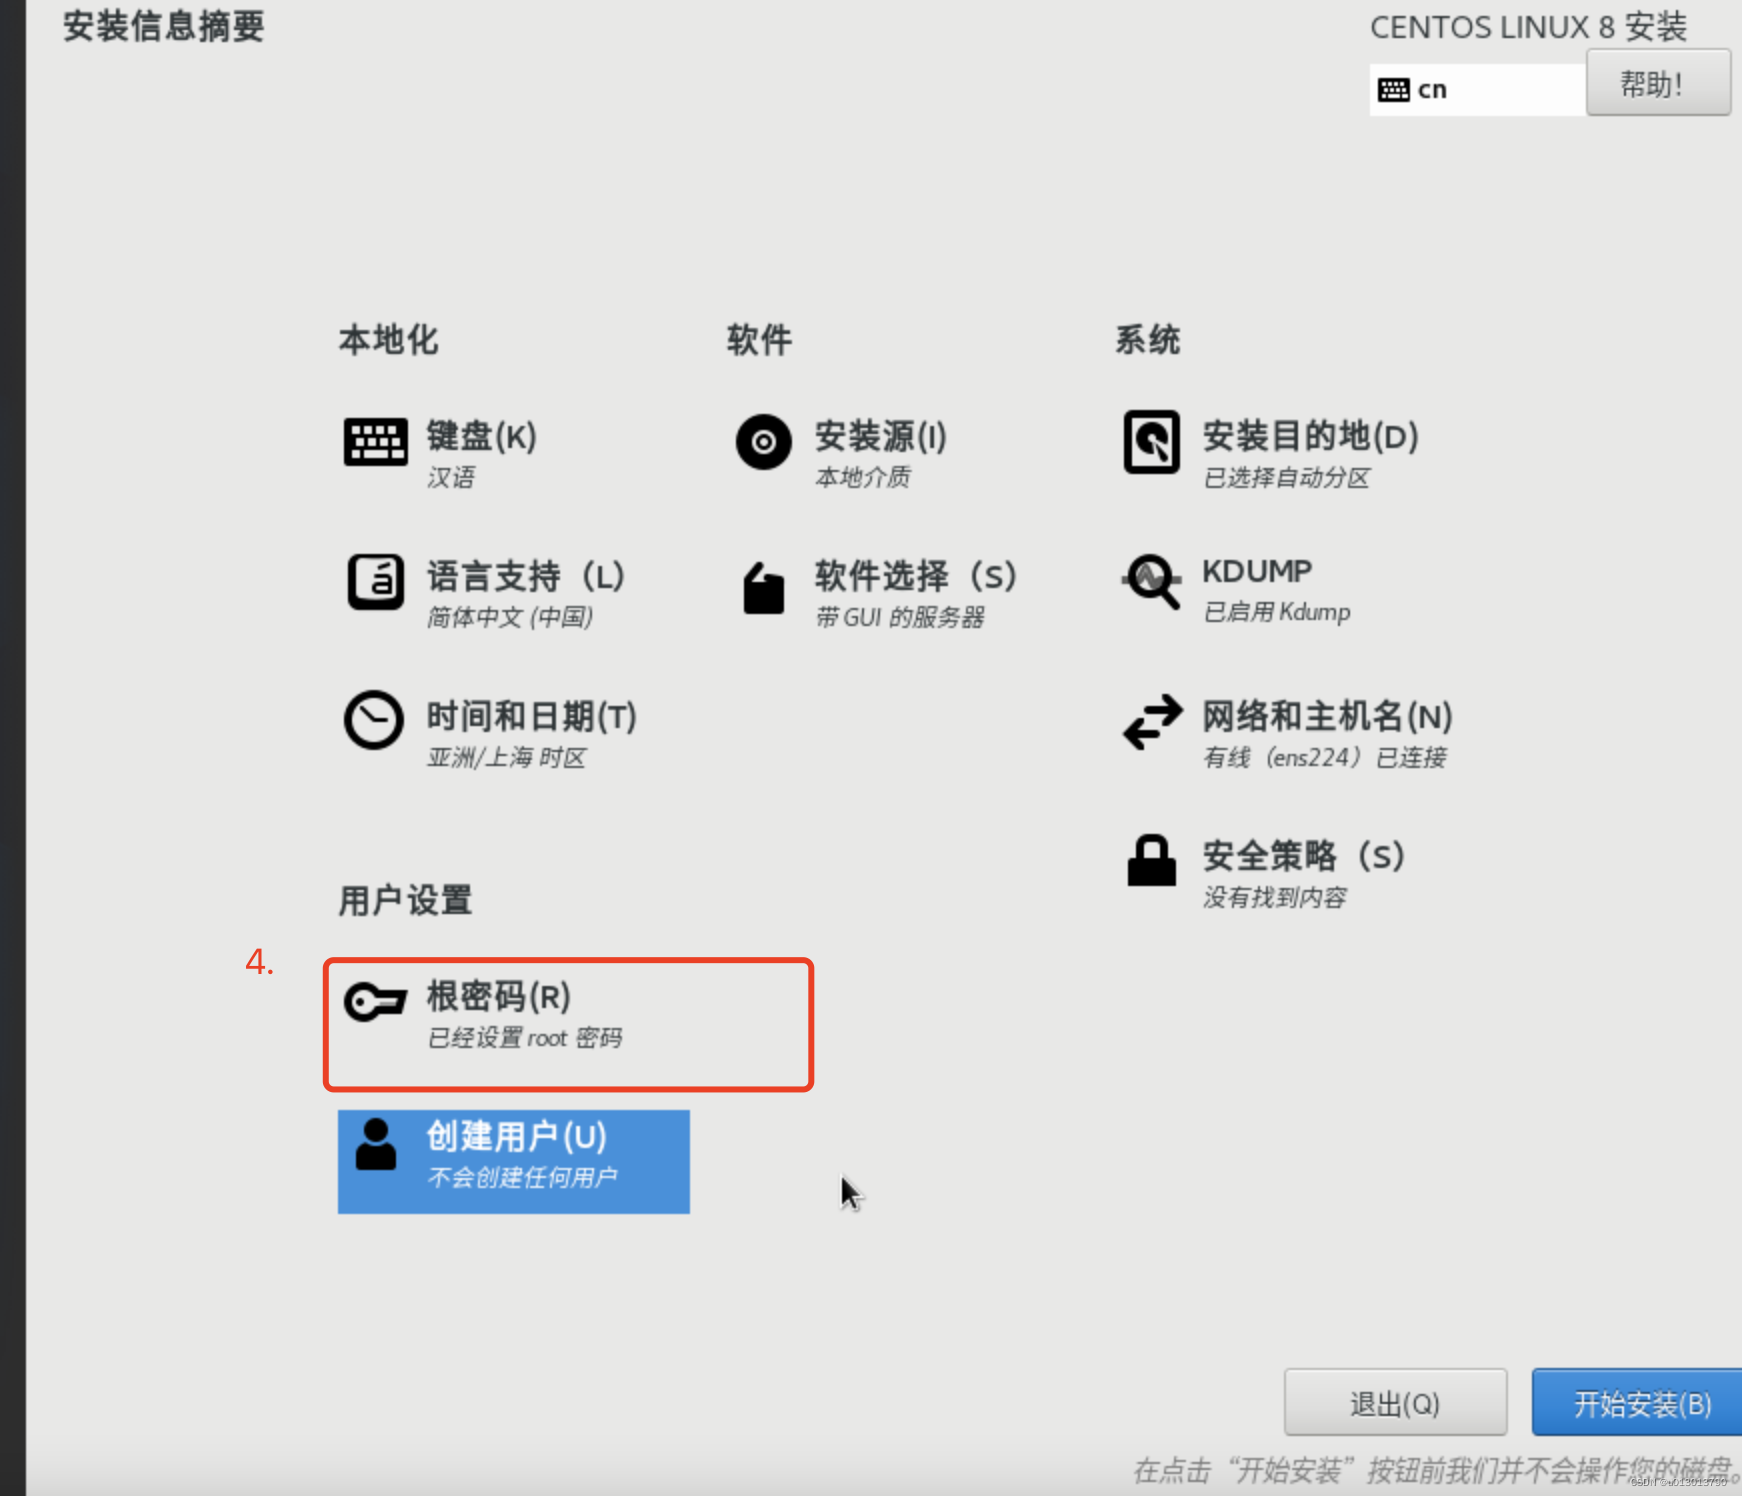 安装信息摘要
CENTOS LINUX 8 安装
cn
帮助！
本地化
软件
系统
键盘(K)
汉语
安装源(I)
本地介质
安装目的地(D)
已选择自动分区
语言支持（L）
简体中文 (中国)
软件选择（S）
带 GUI 的服务器
KDUMP
已启用 Kdump
时间和日期(T)
亚洲/上海 时区
网络和主机名(N)
有线（ens224）已连接
安全策略（S）
没有找到内容
用户设置
4.
根密码(R)
已经设置 root 密码
创建用户(U)
不会创建任何用户
退出(Q)
开始安装(B)
在点击“开始安装”按钮前我们并不会操作您的磁盘。